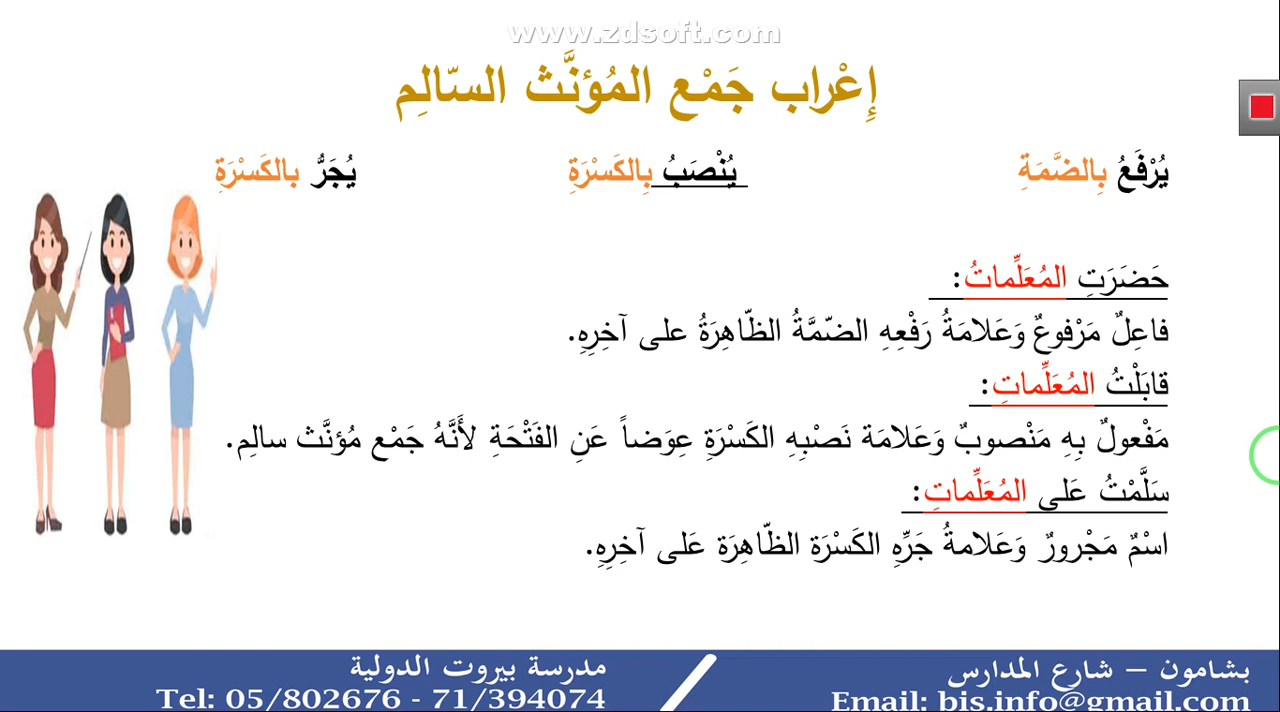 www.zdsoft.com
إِعْراب جَمْع المُؤنَّث السّالِم
يُرْفَعُ بِالضَّمَةِ يُنْصَبُ بِالكَسْرَةِ يُجَرُّ بالكَسْرَةِ
حَضَرَتِ المُعَلِّماتُ:
فاعِلٌ مَرْفوعٌ وَعَلامَةُ رَفْعِهِ الضّمَّةُ الظّاهِرَةُ على آخِرِهِ.
قابَلْتُ المُعَلِّماتِ:
مَفْعولٌ بِهِ مَنْصوبٌ وَعَلامَة نَصْبِهِ الكَسْرَةِ عِوَضاً عَنِ الفَتْحَةِ لأَنَّهُ جَمْع مُؤنَّث سالِم.
سَلَّمْتُ عَلى المُعَلِّماتِ:
اسْمٌ مَجْرورٌ وَعَلامةُ جَرِّهِ الكَسْرَة الظّاهِرَة عَلى آخِرِهِ.
بشامون – شارع المدارس
Email: bis.info@gmail.com
مدرسة بيروت الدولية
Tel: 05/802676 - 71/394074